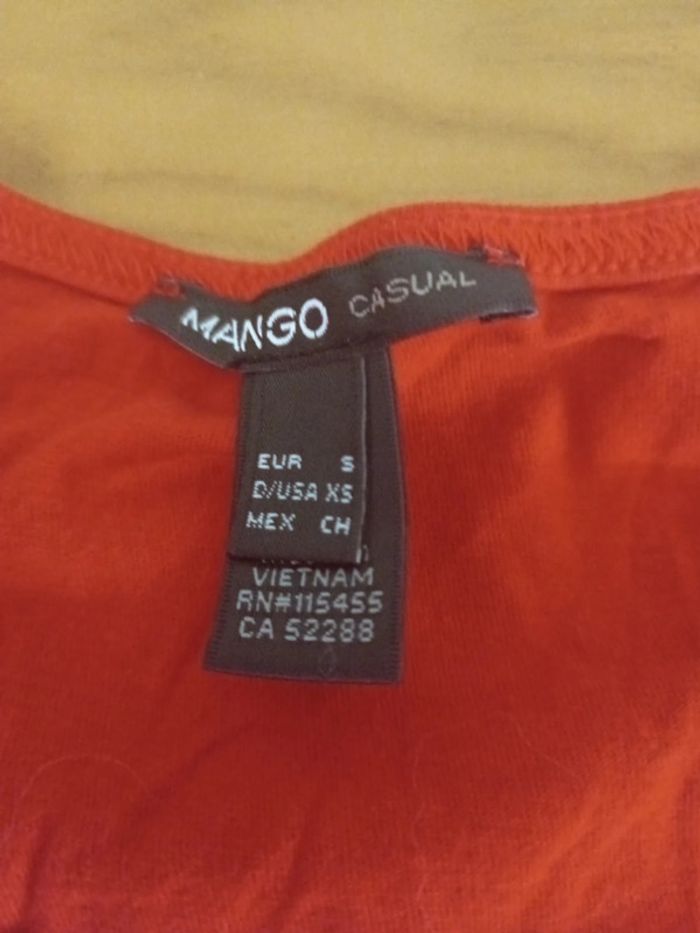 MANGO CASUAL
EUR S
D/USA XS
MEX CH
VIETNAM
RN#115455
CA 52288